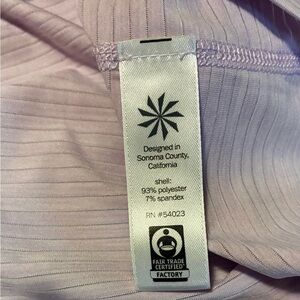 Designed in
Sonoma County,
California
shell:
93% polyester
7% spandex
RN #54023
FAIR TRADE
CERTIFIED
FACTORY